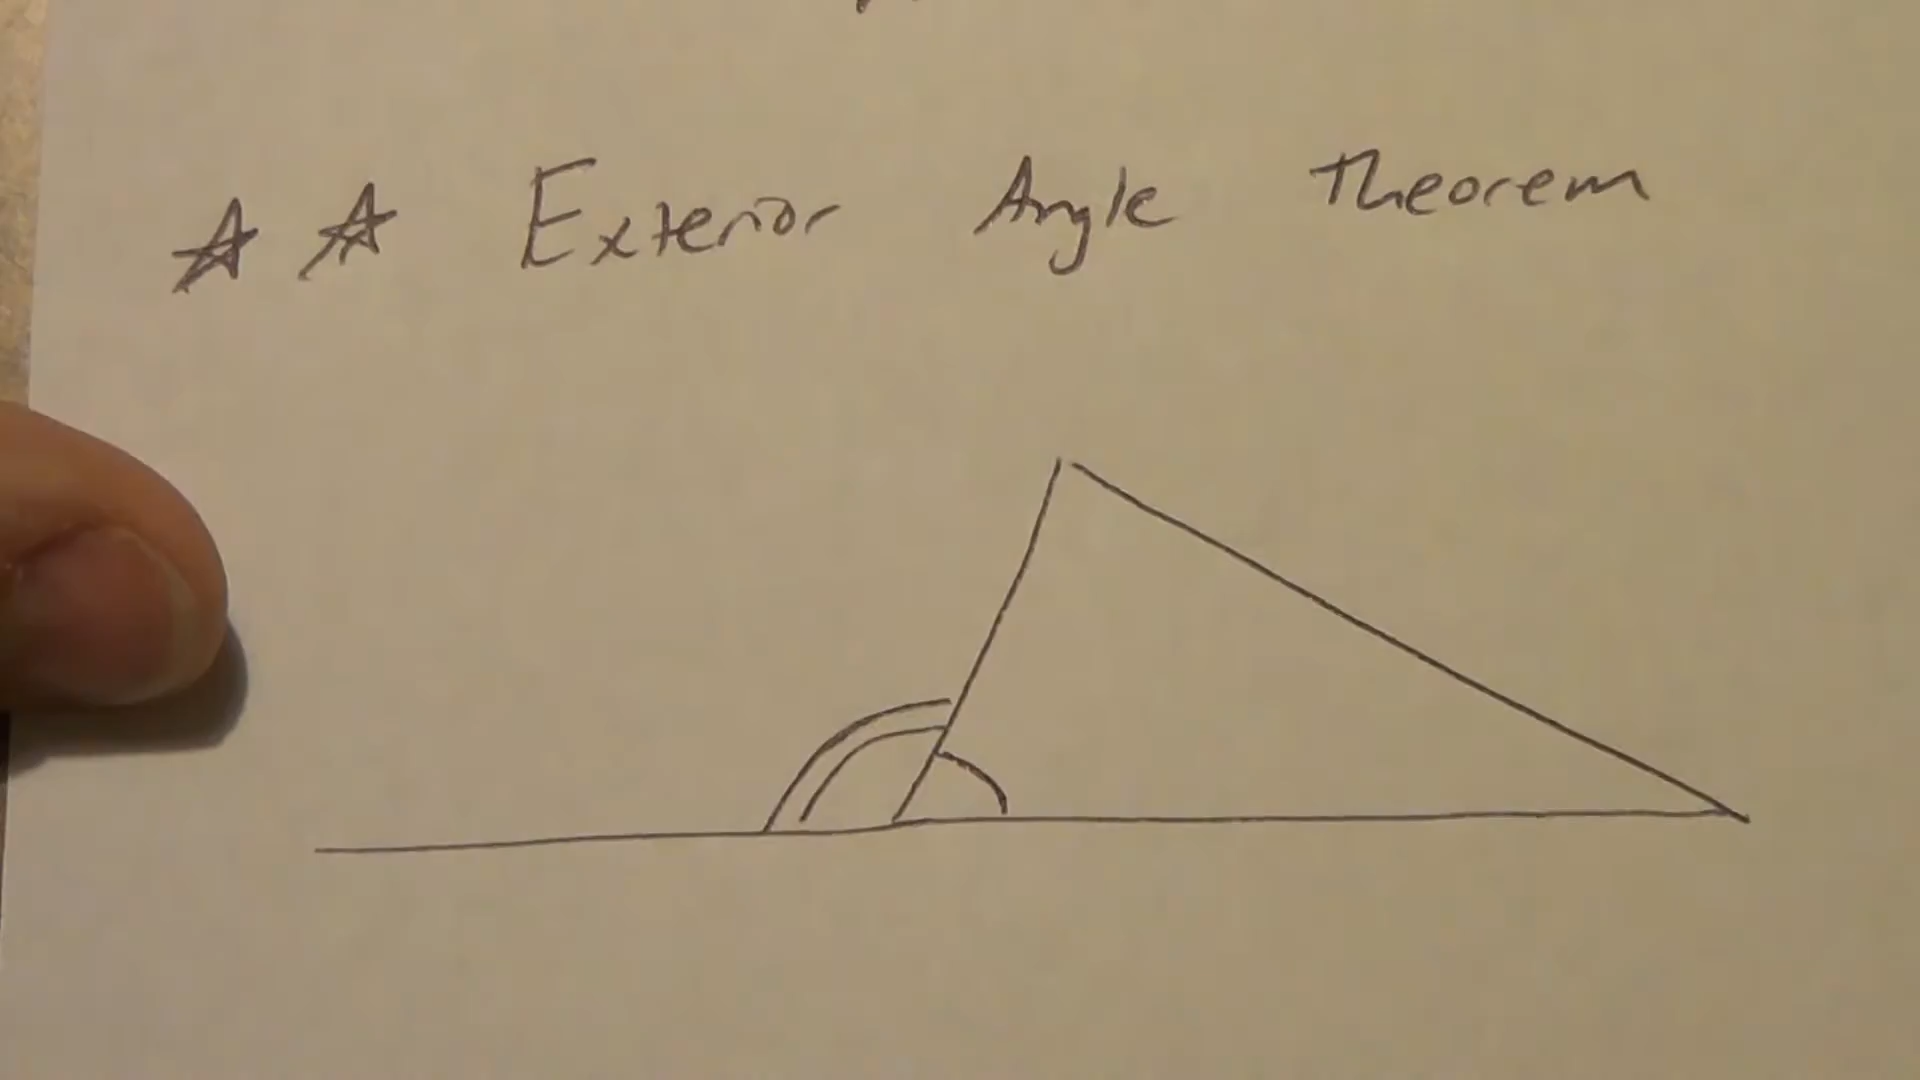 ☆ ☆ Exterior Angle Theorem